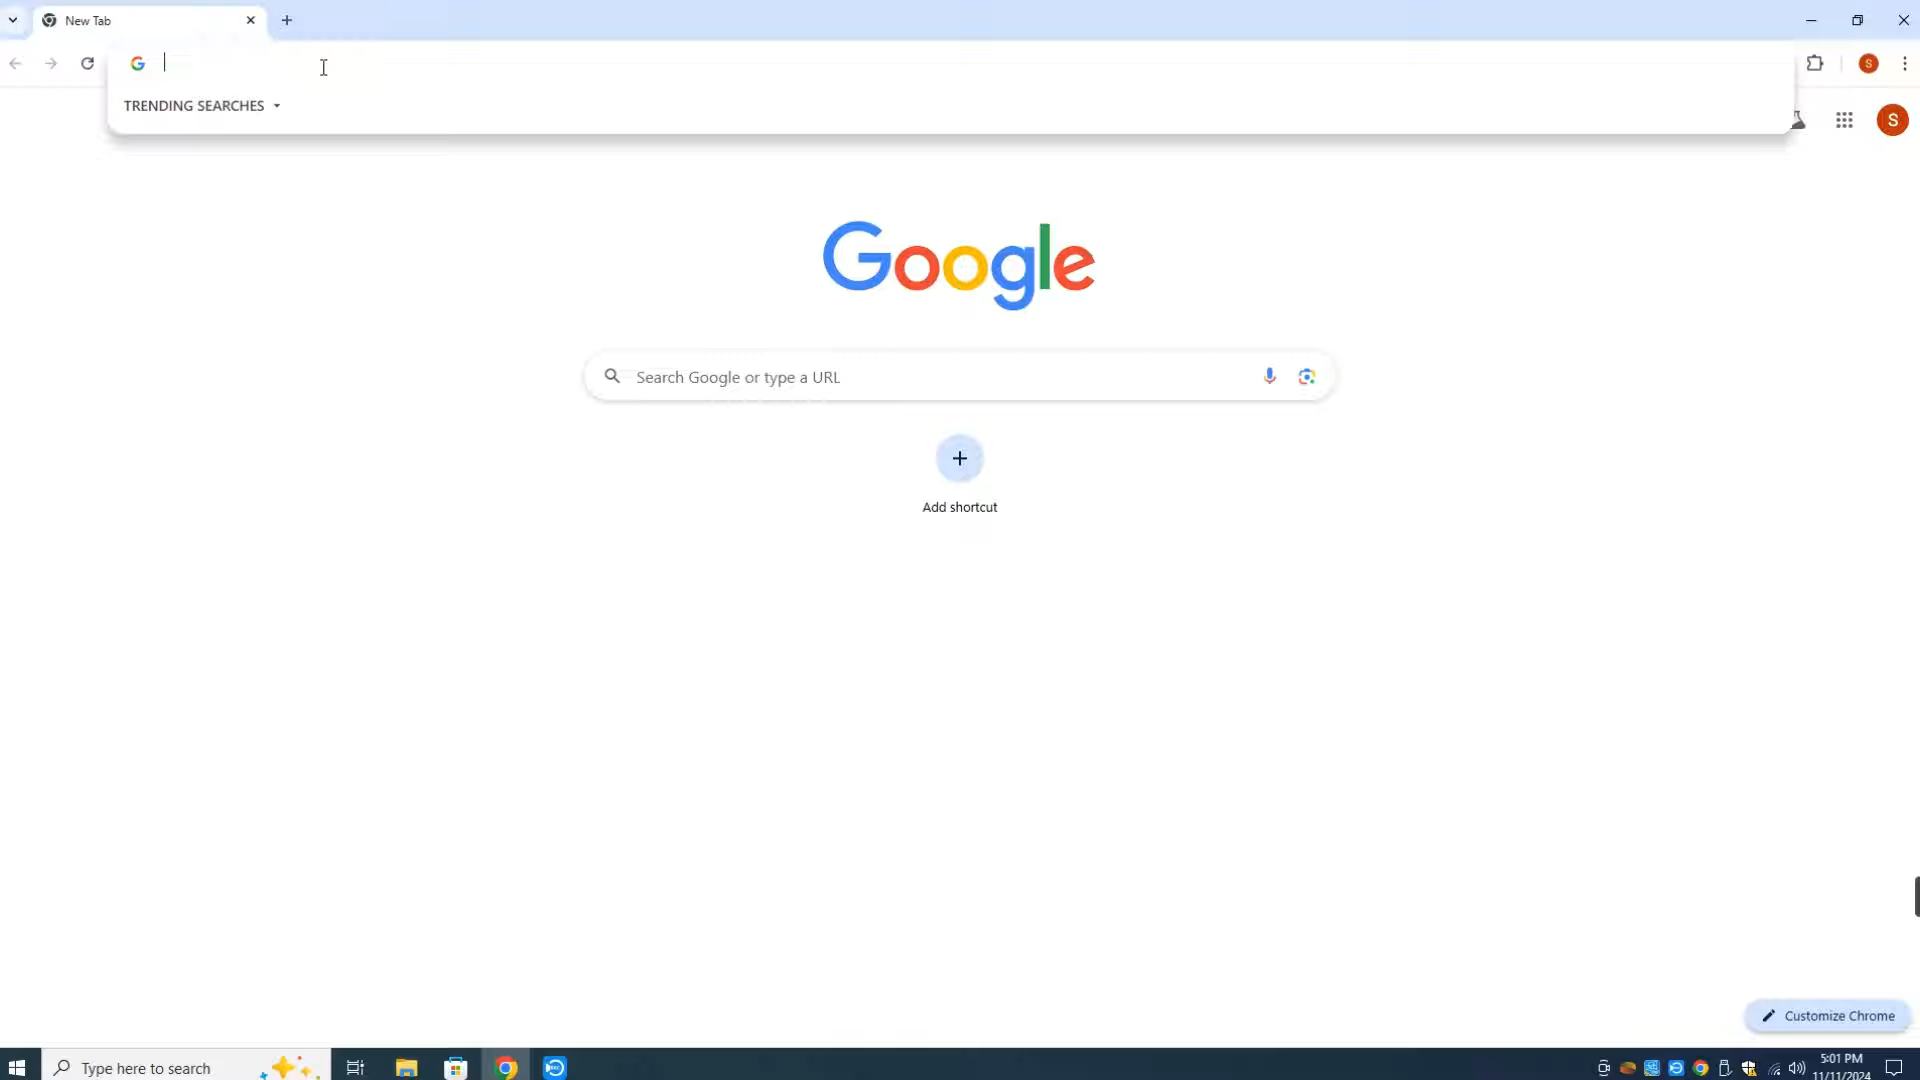 New Tab
TRENDING SEARCHES
S
S
Google
Search Google or type a URL
Add shortcut
Customize Chrome
Type here to search
5:01 PM
11/11/2024